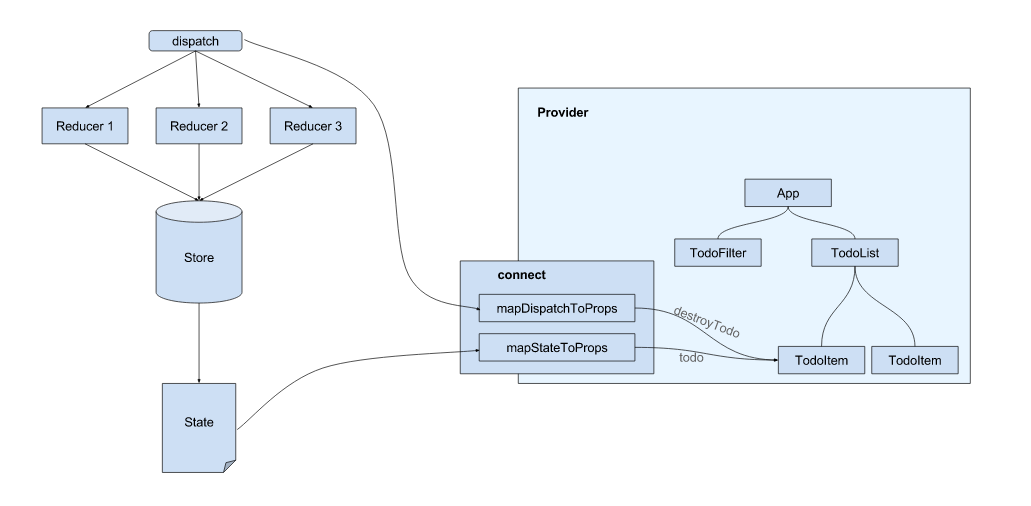 dispatch
Reducer 1
Reducer 2
Reducer 3
Store
State
Provider
App
TodoFilter
TodoList
connect
mapDispatchToProps
mapStateToProps
destroyTodo
todo
TodoItem
TodoItem